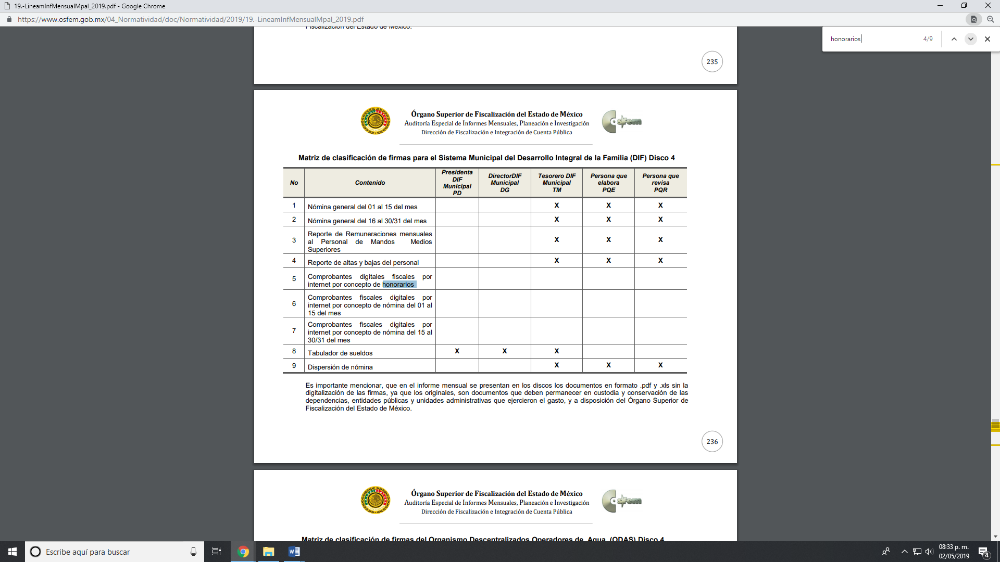 19.-LineamInfMensualMpal_2019.pdf - Google Chrome
https://www.osfem.gob.mx/04_Normatividad/doc/Normatividad/2019/19.-LineamInfMensualMpal_2019.pdf
honorarios 4/9
Fiscalización del Estado de México.
235
Órgano Superior de Fiscalización del Estado de México
Auditoría Especial de Informes Mensuales, Planeación e Investigación
Dirección de Fiscalización e Integración de Cuenta Pública
osfem
Matriz de clasificación de firmas para el Sistema Municipal del Desarrollo Integral de la Familia (DIF) Disco 4
No Contenido Presidenta DIF Municipal PD DirectorDIF Municipal DG Tesorero DIF Municipal TM Persona que elabora PQE Persona que revisa PQR
1 Nómina general del 01 al 15 del mes X X X
2 Nómina general del 16 al 30/31 del mes X X X
3 Reporte de Remuneraciones mensuales
al Personal de Mandos Medios
Superiores X X X
4 Reporte de altas y bajas del personal X X X
5 Comprobantes digitales fiscales por
internet por concepto de honorarios
6 Comprobantes fiscales digitales por
internet por concepto de nómina del 01 al
15 del mes
7 Comprobantes fiscales digitales por
internet por concepto de nómina del 15 al
30/31 del mes
8 Tabulador de sueldos X X X
9 Dispersión de nómina X X X
Es importante mencionar, que en el informe mensual se presentan en los discos los documentos en formato .pdf y .xls sin la
digitalización de las firmas, ya que los originales, son documentos que deben permanecer en custodia y conservación de las
dependencias, entidades públicas y unidades administrativas que ejercieron el gasto, y a disposición del Órgano Superior de
Fiscalización del Estado de México.
236
Órgano Superior de Fiscalización del Estado de México
Auditoría Especial de Informes Mensuales, Planeación e Investigación
Dirección de Fiscalización e Integración de Cuenta Pública
osfem
Matriz de clasificación de firmas del Organismo Descentralizados Operadores de Agua (ODAS) Disco 4
Escribe aquí para buscar
08:33 p. m.
02/05/2019
4